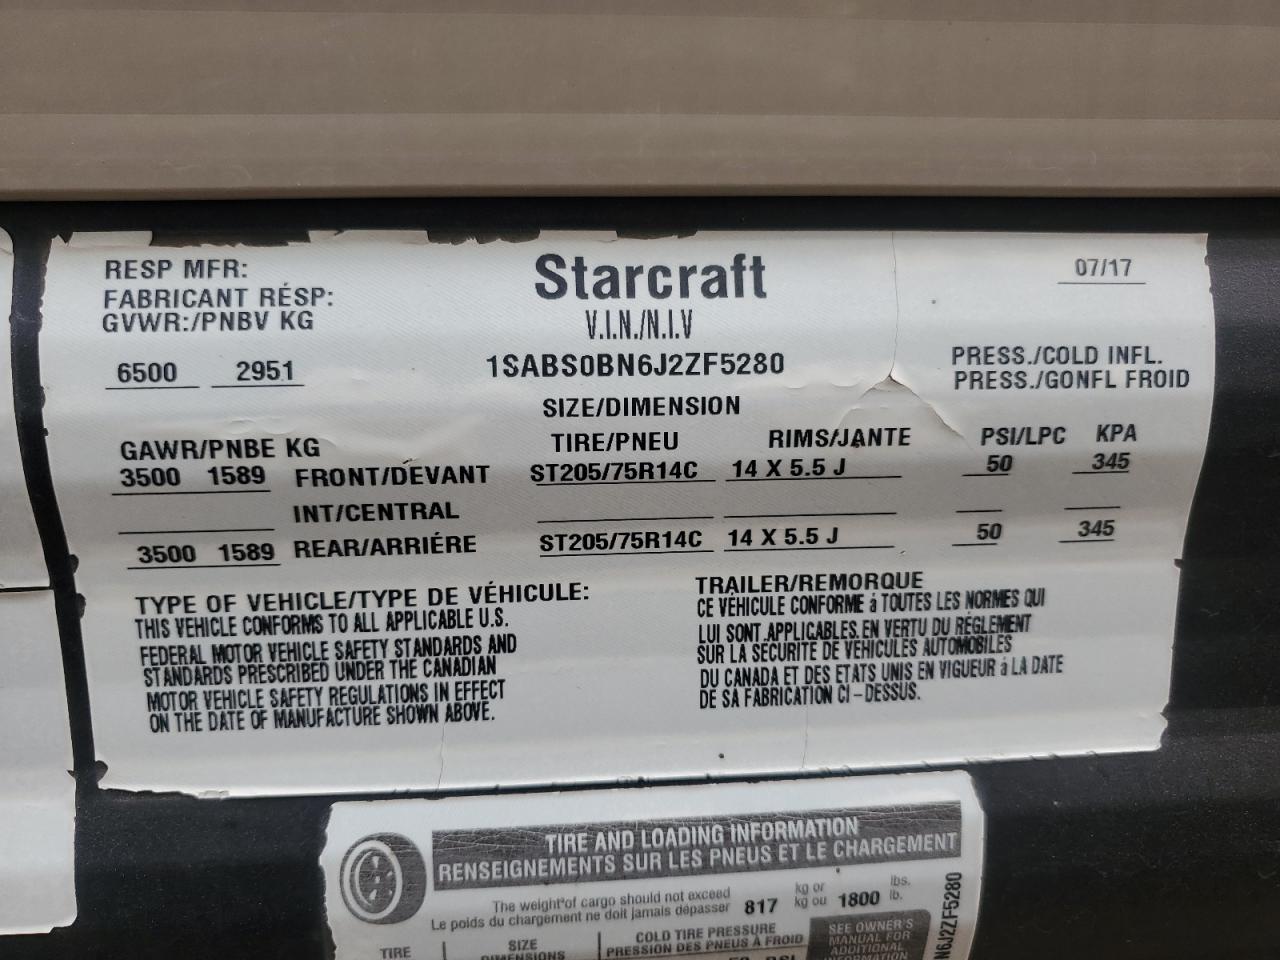 RESP MFR:
FABRICANT RÉSP:
GVWR:/PNBV KG
6500 2951
Starcraft
V.I.N./N.I.V
1SABS0BN6J2ZF5280
07/17
PRESS./COLD INFL.
PRESS./GONFL FROID
SIZE/DIMENSION
GAWR/PNBE KG TIRE/PNEU RIMS/JANTE PSI/LPC KPA
3500 1589 FRONT/DEVANT ST205/75R14C 14 X 5.5 J 50 345
INT/CENTRAL
3500 1589 REAR/ARRIÉRE ST205/75R14C 14 X 5.5 J 50 345
TYPE OF VEHICLE/TYPE DE VÉHICULE:
THIS VEHICLE CONFORMS TO ALL APPLICABLE U.S.
FEDERAL MOTOR VEHICLE SAFETY STANDARDS AND
STANDARDS PRESCRIBED UNDER THE CANADIAN
MOTOR VEHICLE SAFETY REGULATIONS IN EFFECT
ON THE DATE OF MANUFACTURE SHOWN ABOVE.
TRAILER/REMORQUE
CE VÉHICULE CONFORME á TOUTES LES NORMES QUI
LUI SONT APPLICABLES EN VERTU DU RÉGLEMENT
SUR LA SÉCURITE DE VÉHICULES AUTOMOBILES
DU CANADA ET DES ETATS UNIS EN VIGUEUR á LA DATE
DE SA FABRICATION CI-DESSUS.
TIRE AND LOADING INFORMATION
RENSEIGNEMENTS SUR LES PNEUS ET LE CHARGEMENT
The weight of cargo should not exceed
Le poids du chargement ne doit jamais dépasser
817 kg or
kg ou 1800 lbs.
lb.
TIRE SIZE COLD TIRE PRESSURE
DIMENSIONS PRESSION DES PNEUS À FROID
SEE OWNER'S
MANUAL FOR
ADDITIONAL
INFORMATION
N6J2ZF5280